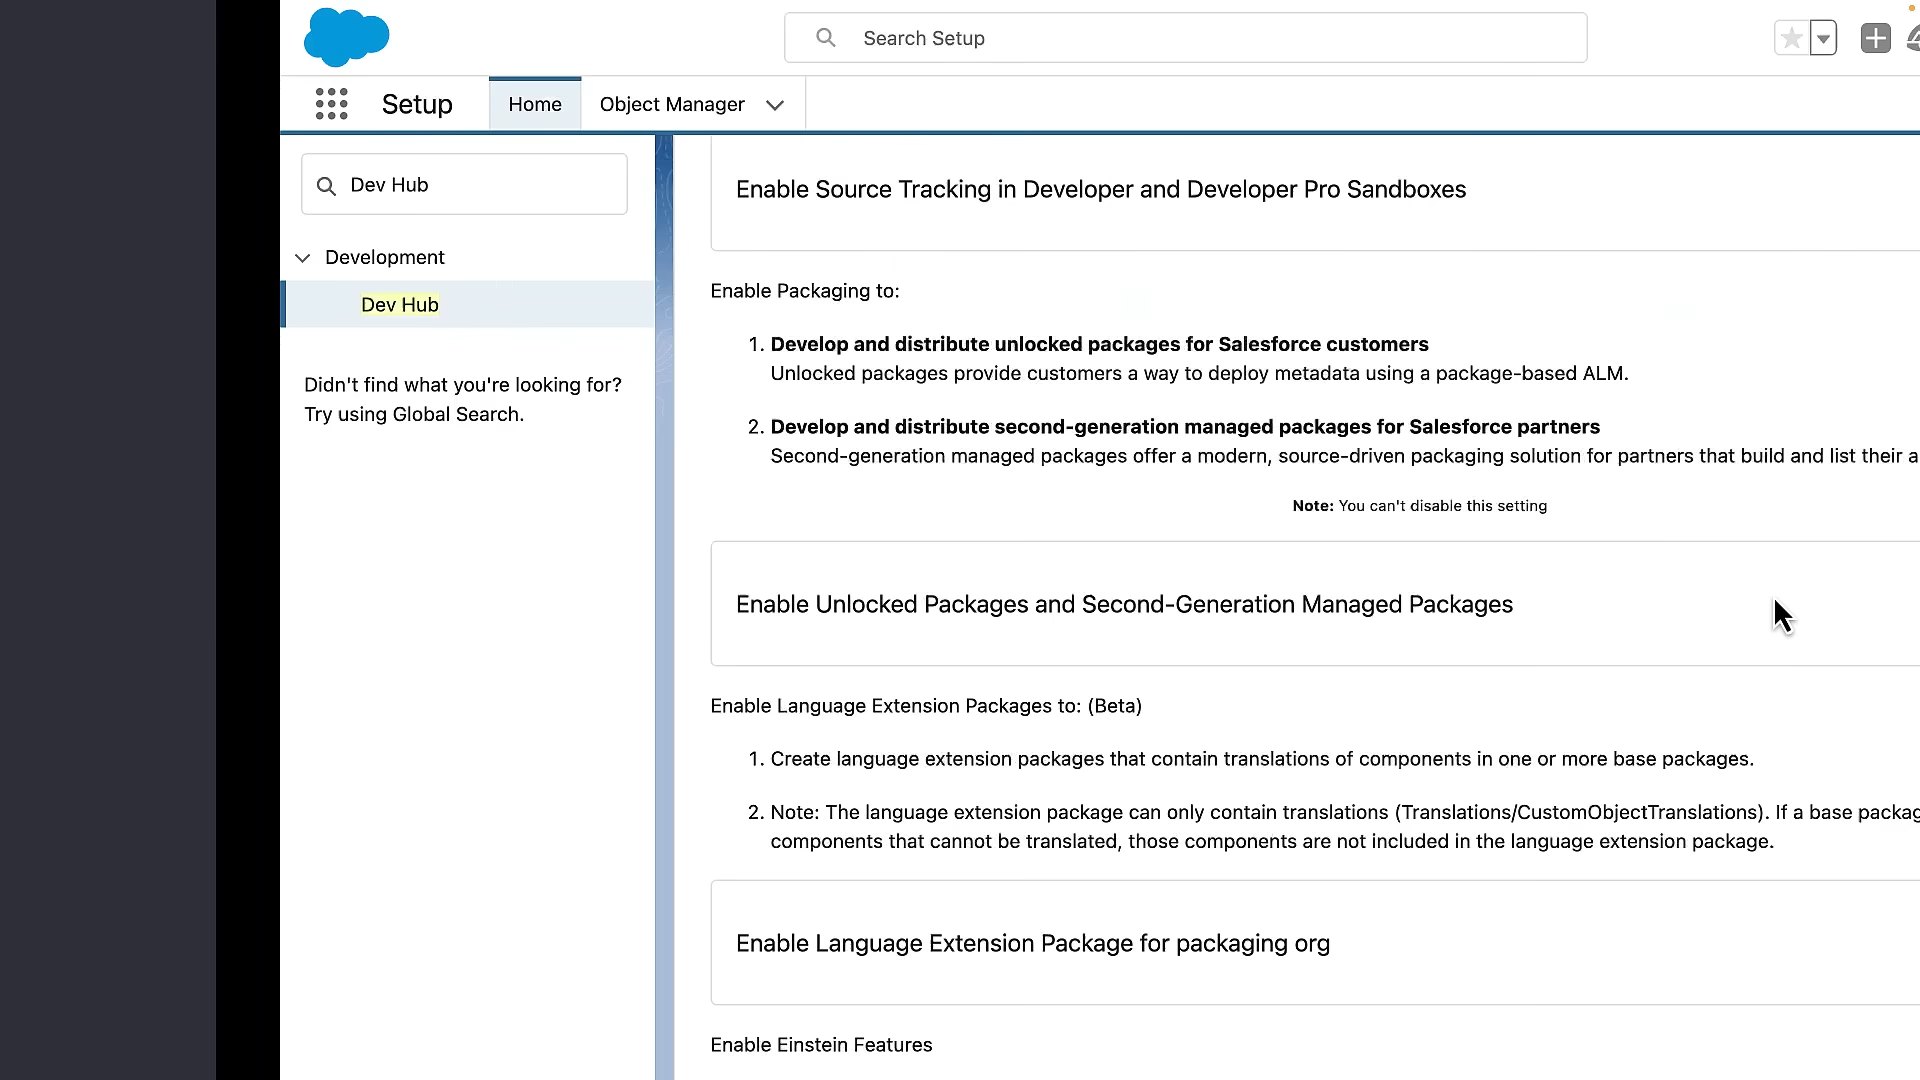 Search Setup
Setup
Home
Object Manager
Dev Hub
Development
Dev Hub
Didn't find what you're looking for?
Try using Global Search.
Enable Source Tracking in Developer and Developer Pro Sandboxes
Enable Packaging to:
1. Develop and distribute unlocked packages for Salesforce customers
Unlocked packages provide customers a way to deploy metadata using a package-based ALM.
2. Develop and distribute second-generation managed packages for Salesforce partners
Second-generation managed packages offer a modern, source-driven packaging solution for partners that build and list their a
Note: You can't disable this setting
Enable Unlocked Packages and Second-Generation Managed Packages
Enable Language Extension Packages to: (Beta)
1. Create language extension packages that contain translations of components in one or more base packages.
2. Note: The language extension package can only contain translations (Translations/CustomObjectTranslations). If a base packag
components that cannot be translated, those components are not included in the language extension package.
Enable Language Extension Package for packaging org
Enable Einstein Features